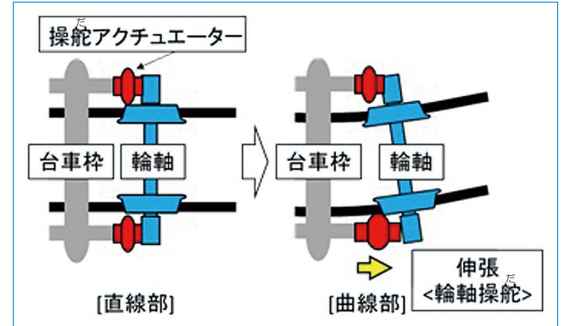 操舵アクチュエーター
だ
台車枠
輪軸
台車枠
輪軸
伸張
<輪軸操舵>
だ
[直線部]
[曲線部]